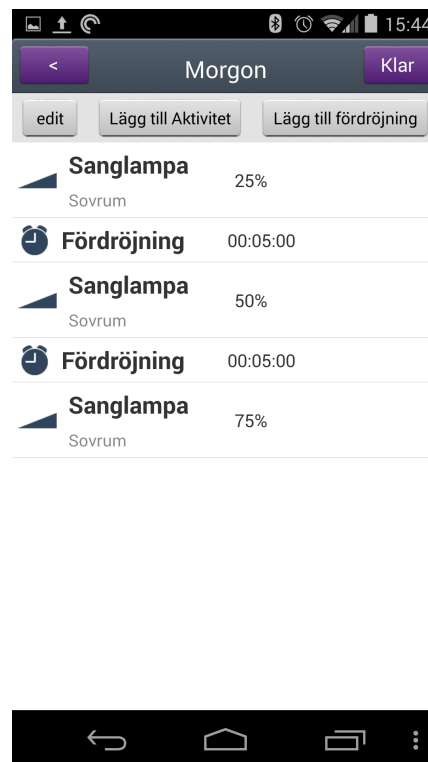 15:44
<
Morgon
Klar
edit
Lägg till Aktivitet
Lägg till fördröjning
Sanglampa
25%
Sovrum
Fördröjning
00:05:00
Sanglampa
50%
Sovrum
Fördröjning
00:05:00
Sanglampa
75%
Sovrum